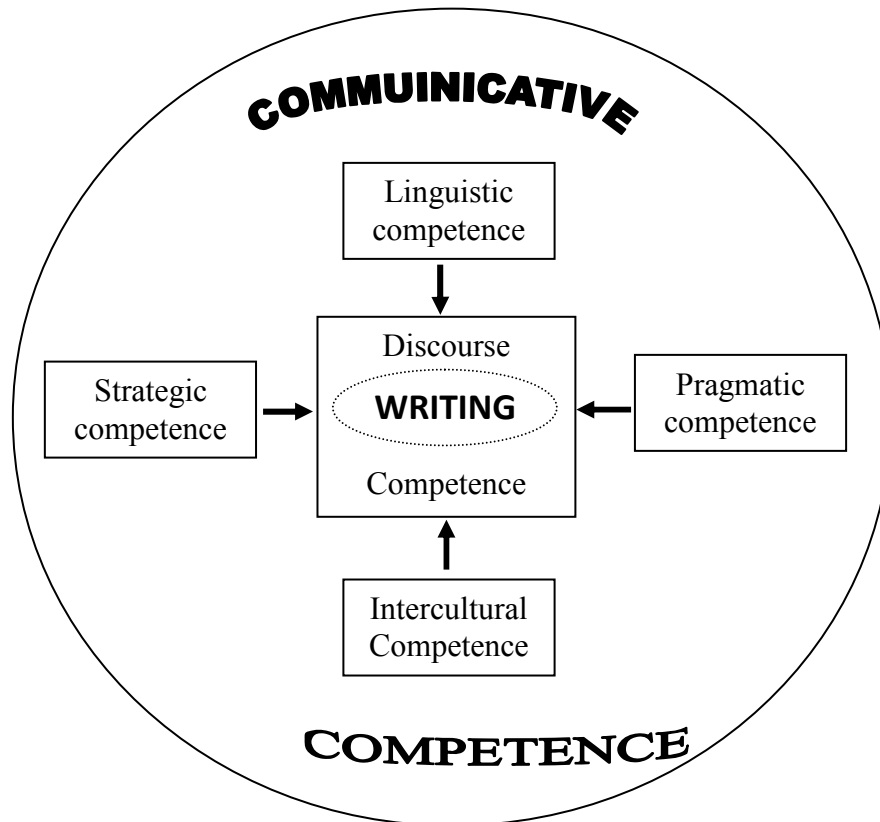 COMMUINICATIVE
Linguistic
competence
Discourse
WRITING
Competence
Strategic
competence
Pragmatic
competence
Intercultural
Competence
COMPETENCE